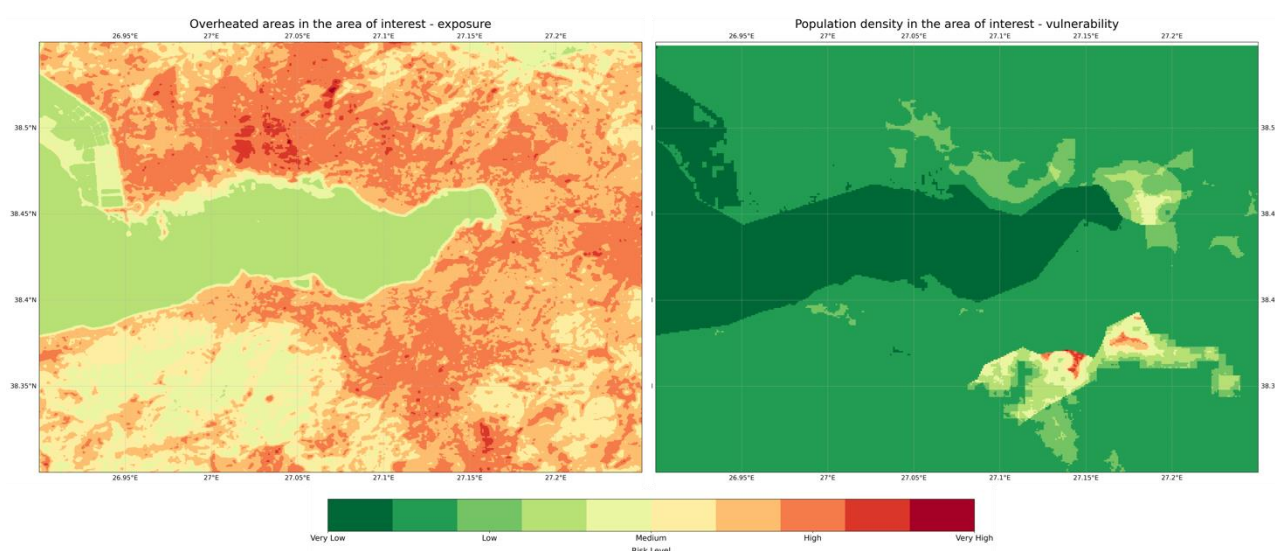 Overheated areas in the area of interest - exposure
Population density in the area of interest - vulnerability
26.95°E 27°E 27.05°E 27.1°E 27.15°E 27.2°E
26.95°E 27°E 27.05°E 27.1°E 27.15°E 27.2°E
38.5°N
38.5
38.45°N
38.4
38.4°N
38.4
38.35°N
38.3
26.95°E 27°E 27.05°E 27.1°E 27.15°E 27.2°E
26.95°E 27°E 27.05°E 27.1°E 27.15°E 27.2°E
Very Low Low Medium High Very High
Risk Level